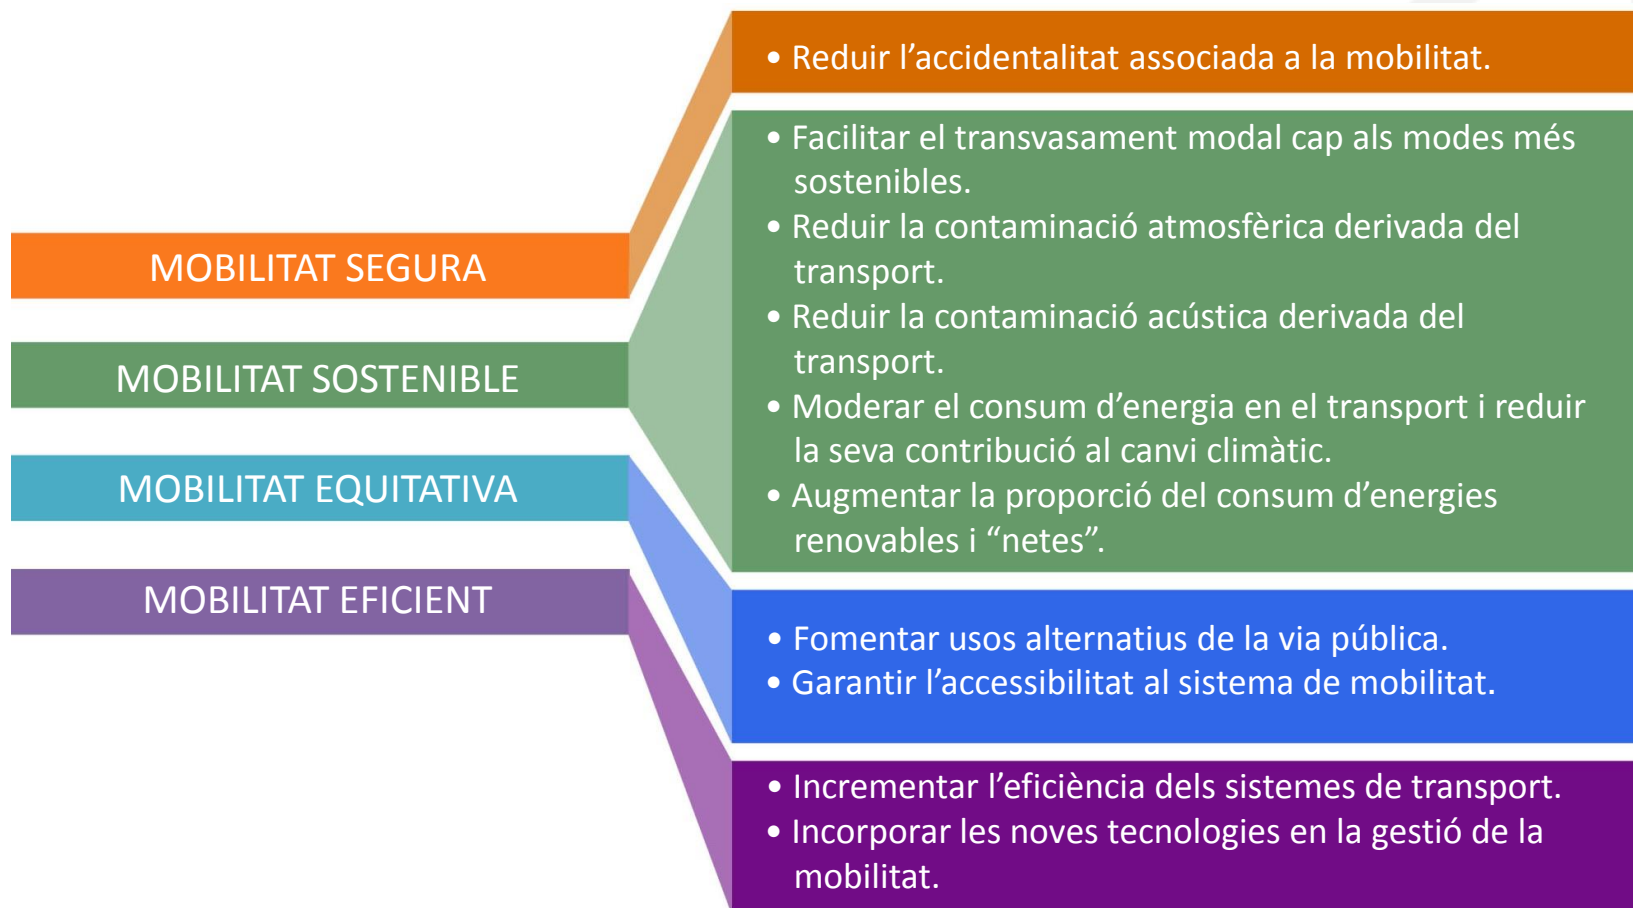 MOBILITAT SEGURA
• Reduir l’accidentalitat associada a la mobilitat.
MOBILITAT SOSTENIBLE
• Facilitar el transvasament modal cap als modes més
sostenibles.
• Reduir la contaminació atmosfèrica derivada del
transport.
• Reduir la contaminació acústica derivada del
transport.
• Moderar el consum d’energia en el transport i reduir
la seva contribució al canvi climàtic.
• Augmentar la proporció del consum d’energies
renovables i “netes”.
MOBILITAT EQUITATIVA
• Fomentar usos alternatius de la via pública.
• Garantir l’accessibilitat al sistema de mobilitat.
MOBILITAT EFICIENT
• Incrementar l’eficiència dels sistemes de transport.
• Incorporar les noves tecnologies en la gestió de la
mobilitat.